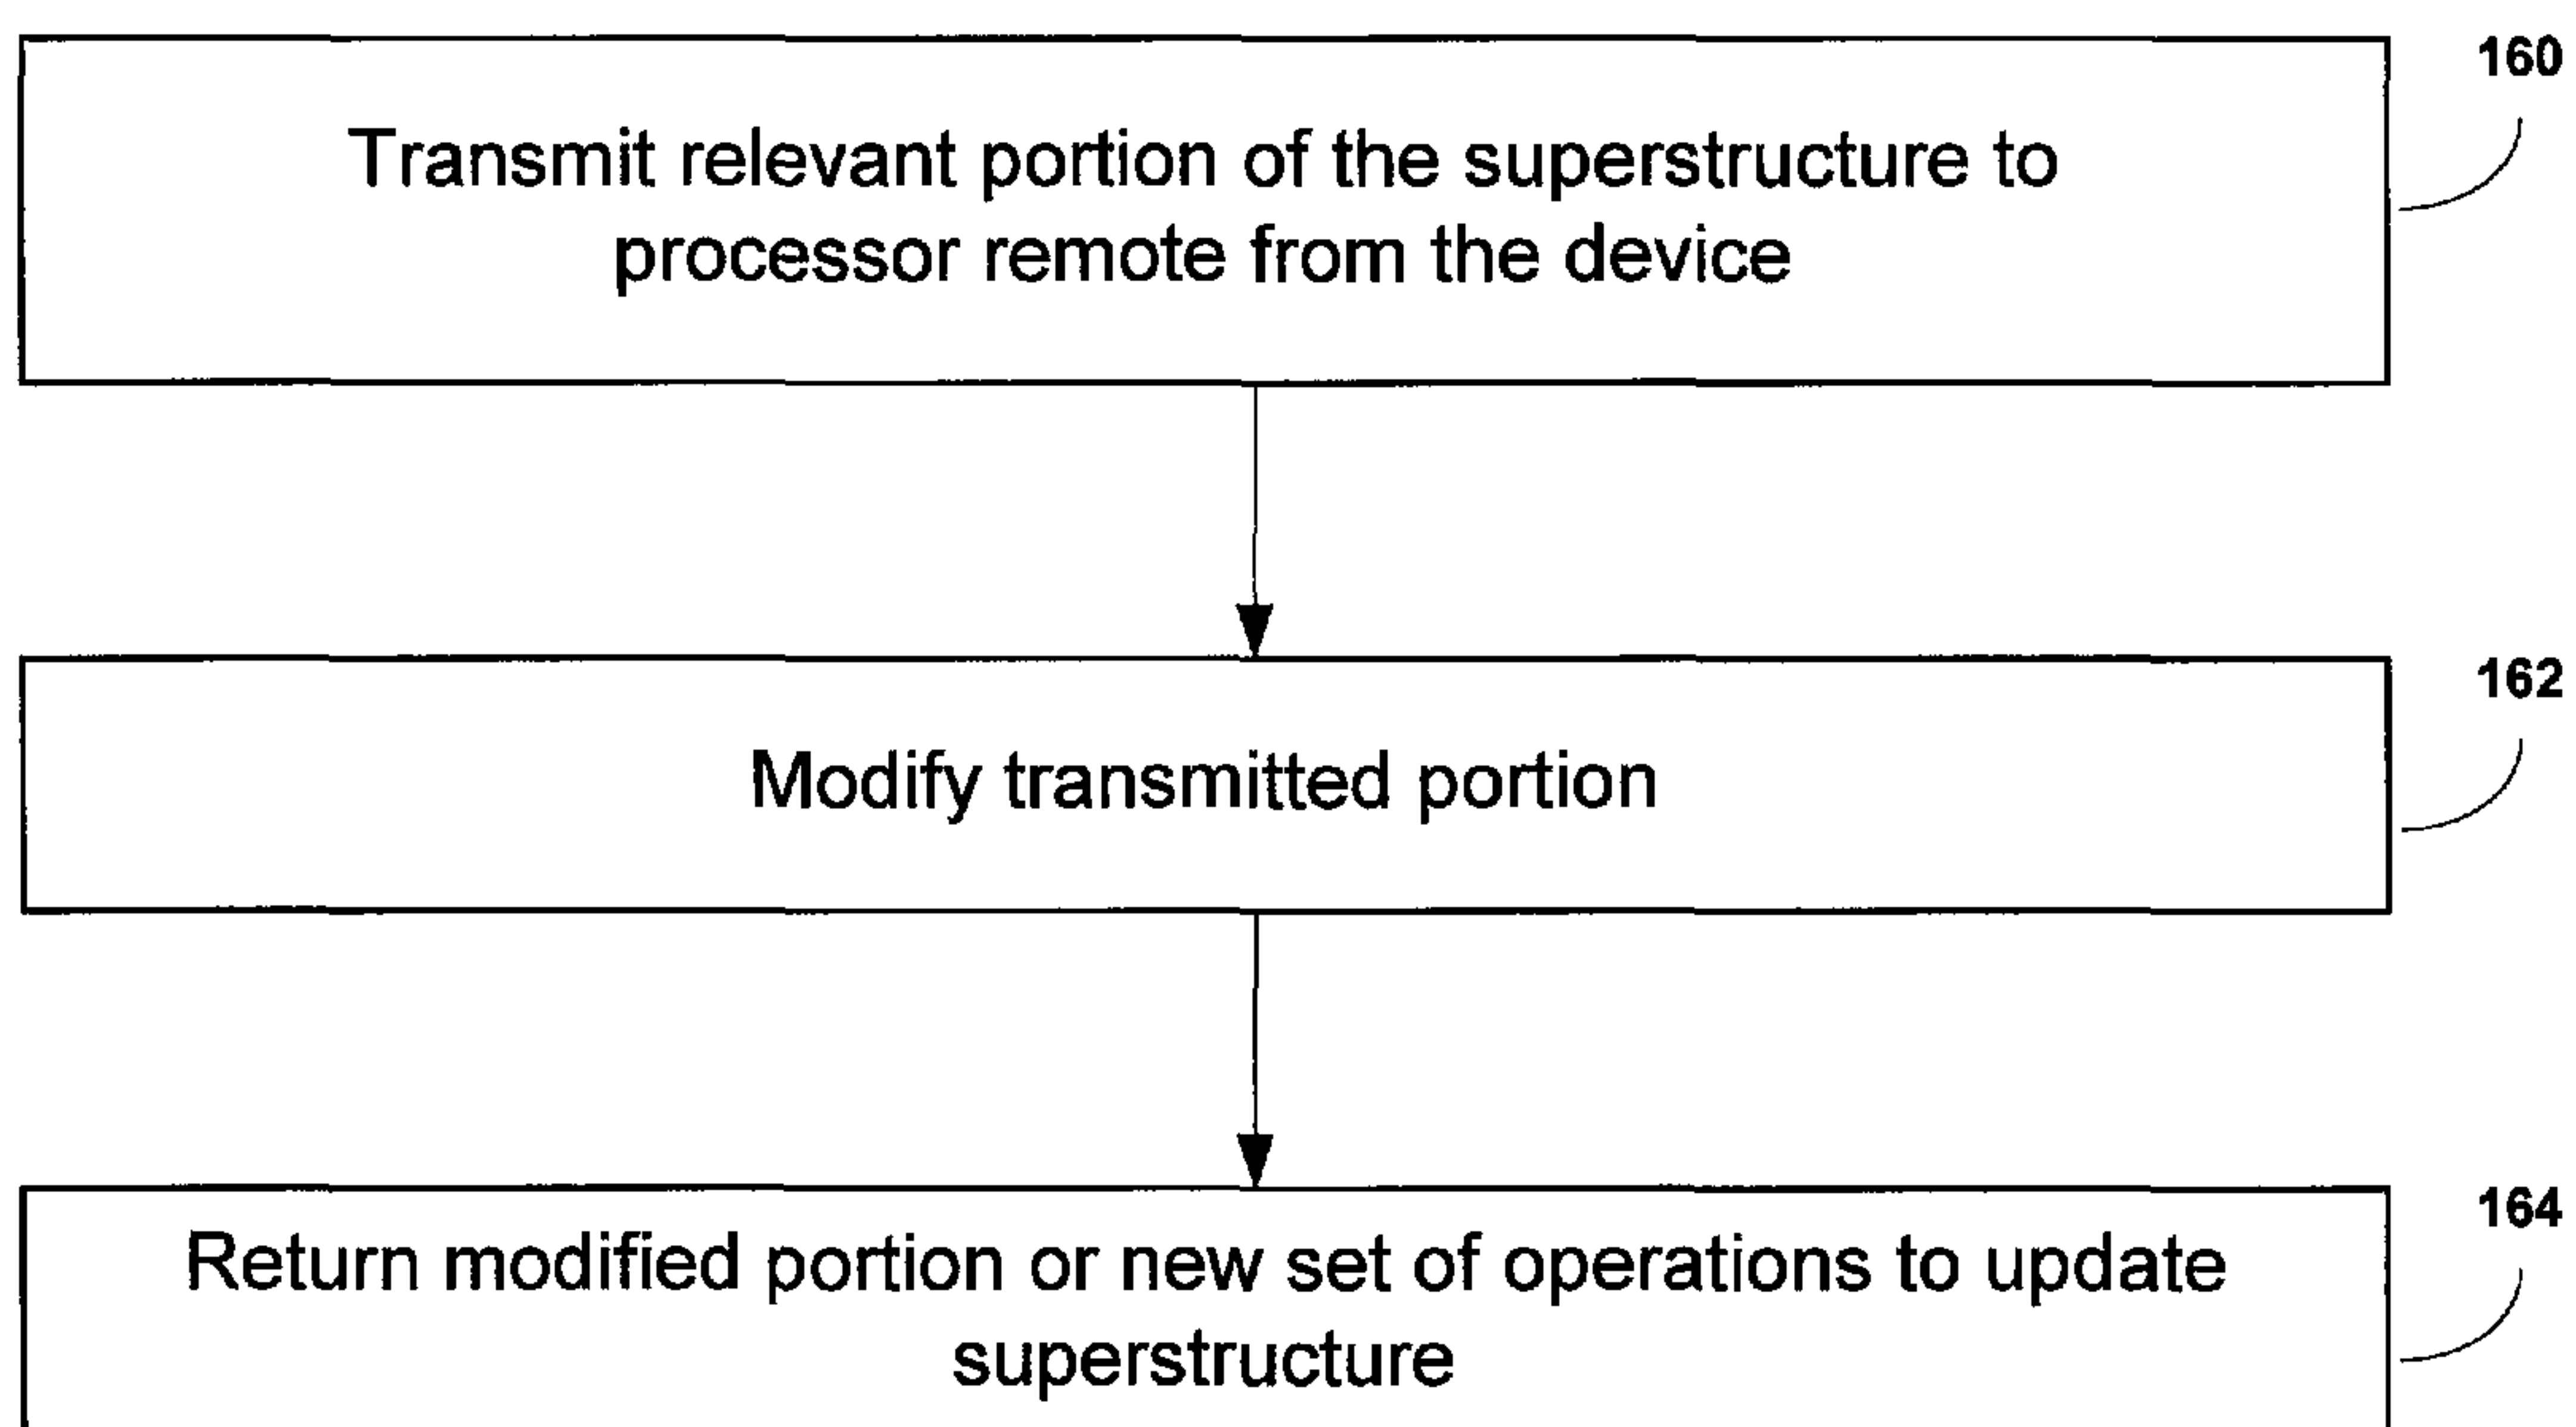 160
Transmit relevant portion of the superstructure to
processor remote from the device
162
Modify transmitted portion
164
Return modified portion or new set of operations to update
superstructure